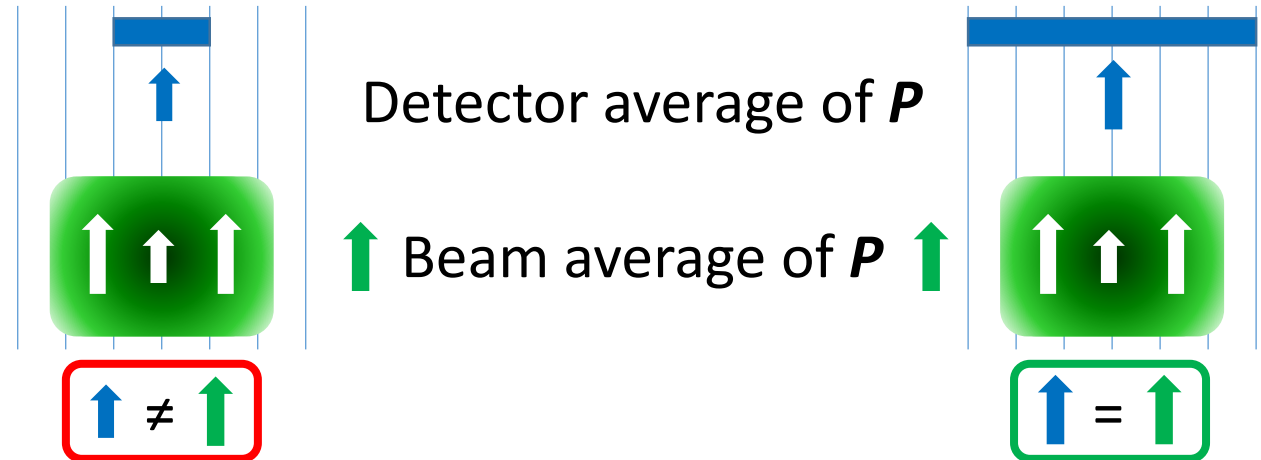 Detector average of P
Beam average of P
≠
=